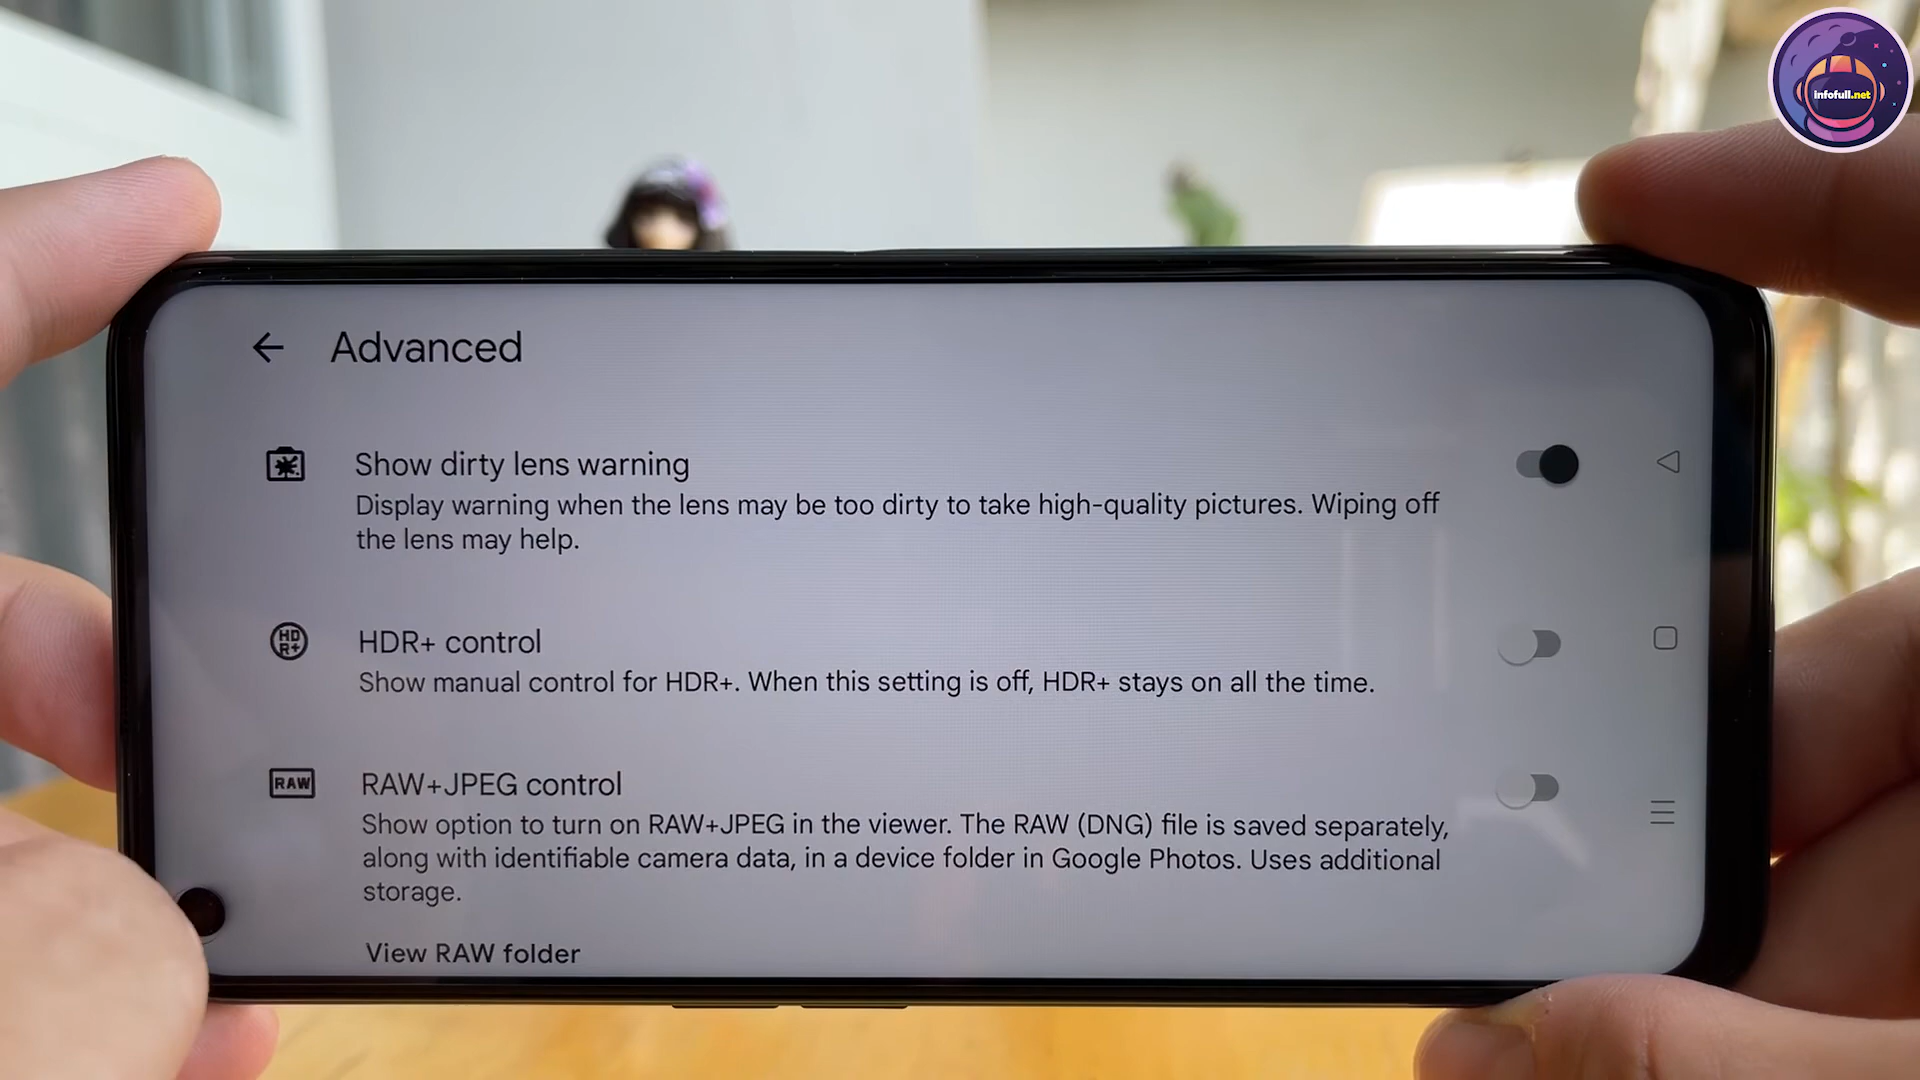 infofull.net
Advanced
Show dirty lens warning
Display warning when the lens may be too dirty to take high-quality pictures. Wiping off
the lens may help.
HD
R+
HDR+ control
Show manual control for HDR+. When this setting is off, HDR+ stays on all the time.
RAW
RAW+JPEG control
Show option to turn on RAW+JPEG in the viewer. The RAW (DNG) file is saved separately,
along with identifiable camera data, in a device folder in Google Photos. Uses additional
storage.
View RAW folder